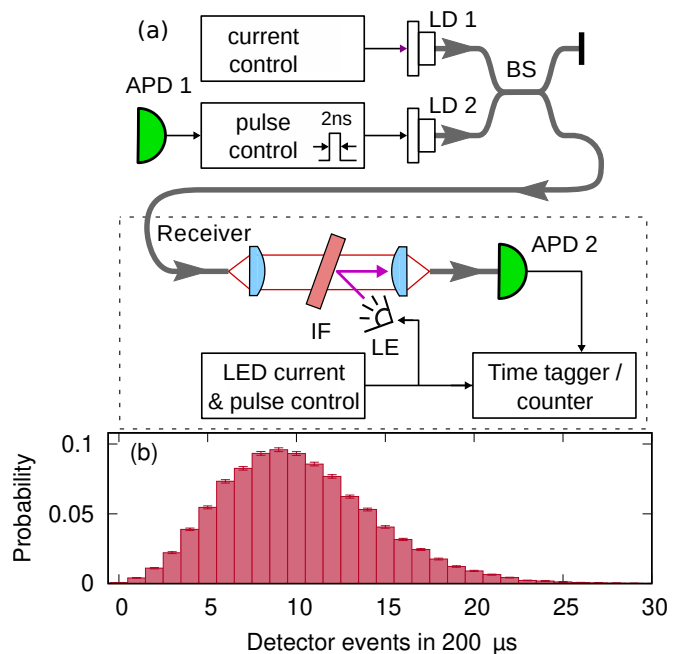 (a)
current
control
LD 1
BS
APD 1
pulse
control
2ns
LD 2
Receiver
APD 2
IF
LE
LED current
& pulse control
Time tagger /
counter
(b)
Probability
0.1
0.05
0
0 5 10 15 20 25 30
Detector events in 200 μs